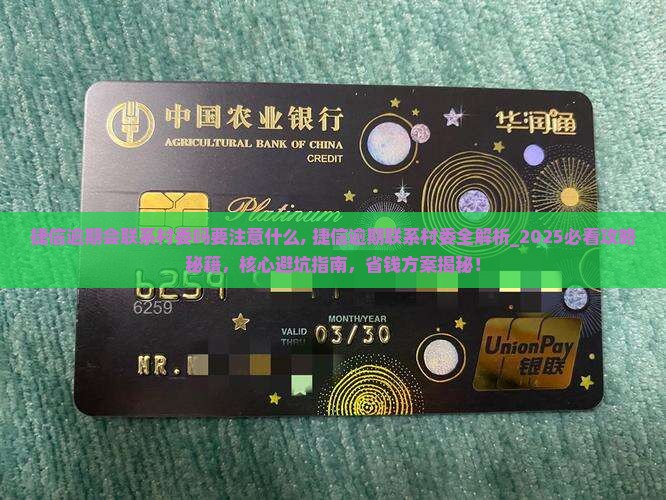 中国农业银行
AGRICULTURAL BANK OF CHINA
CREDIT
华润通
Platinum
捷信逾期会联系村委吗要注意什么, 捷信逾期联系村委全解析_2025必看攻略
秘籍，核心避坑指南，省钱方案揭秘！
6259
6259
MONTH/YEAR
VALID THRU 03/30
MR.
UnionPay
银联